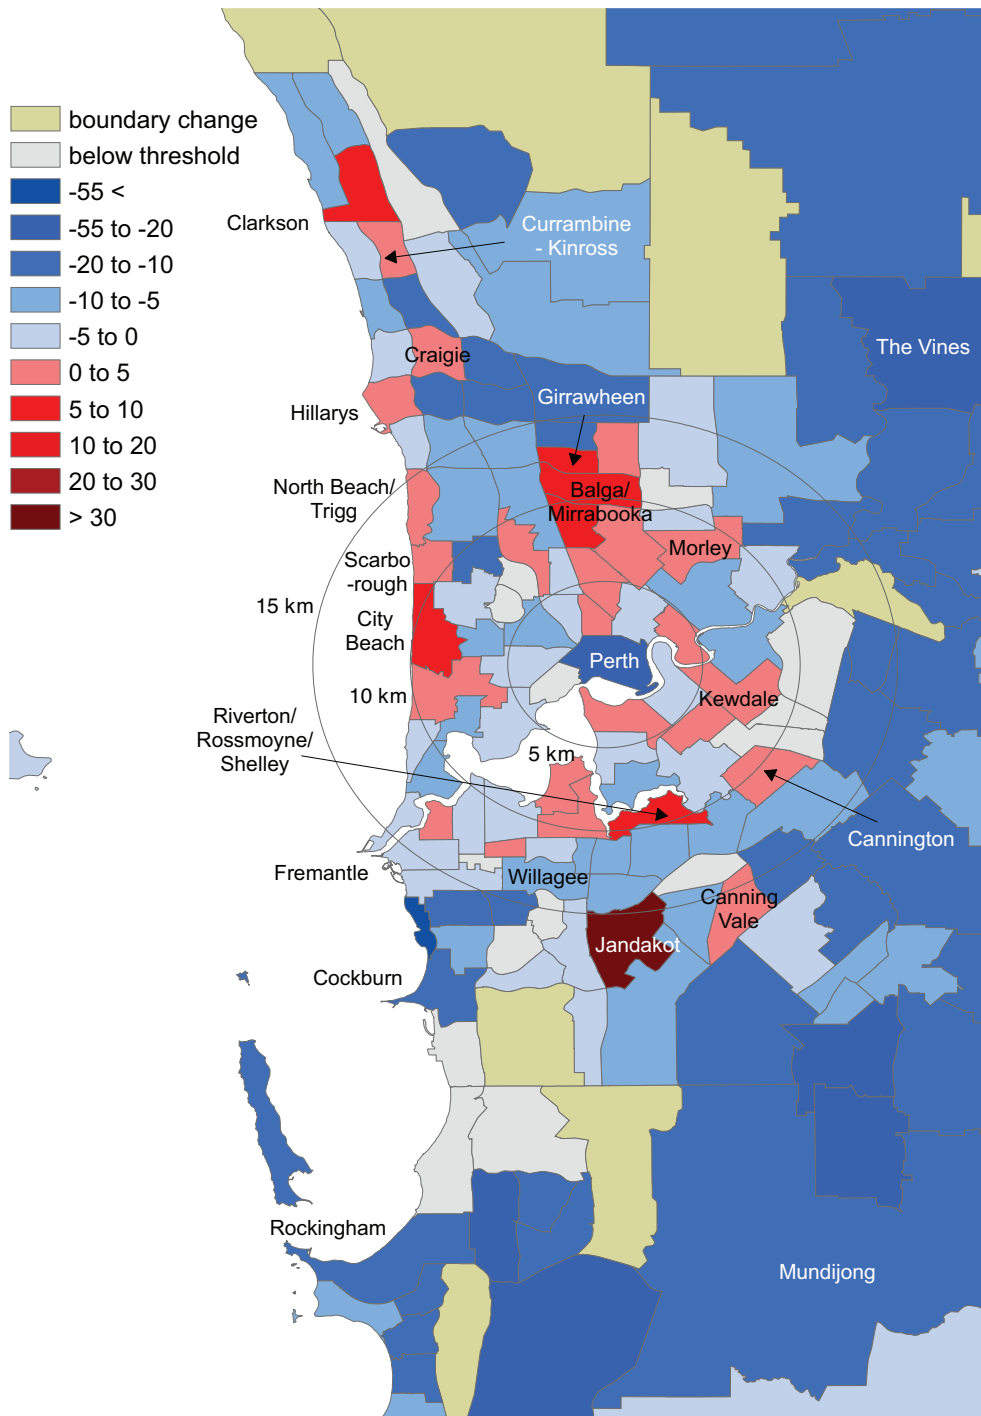 boundary change
below threshold
-55 <
-55 to -20
-20 to -10
-10 to -5
-5 to 0
0 to 5
5 to 10
10 to 20
20 to 30
> 30
Clarkson
Currambine
- Kinross
The Vines
Craigie
Girrawheen
Hillarys
North Beach/
Trigg
Balga/
Mirrabooka
Morley
Scarbo
-rough
15 km
City
Beach
Perth
10 km
Kewdale
Riverton/
Rossmoyne/
Shelley
5 km
Cannington
Fremantle
Willagee
Canning
Vale
Jandakot
Cockburn
Rockingham
Mundijong